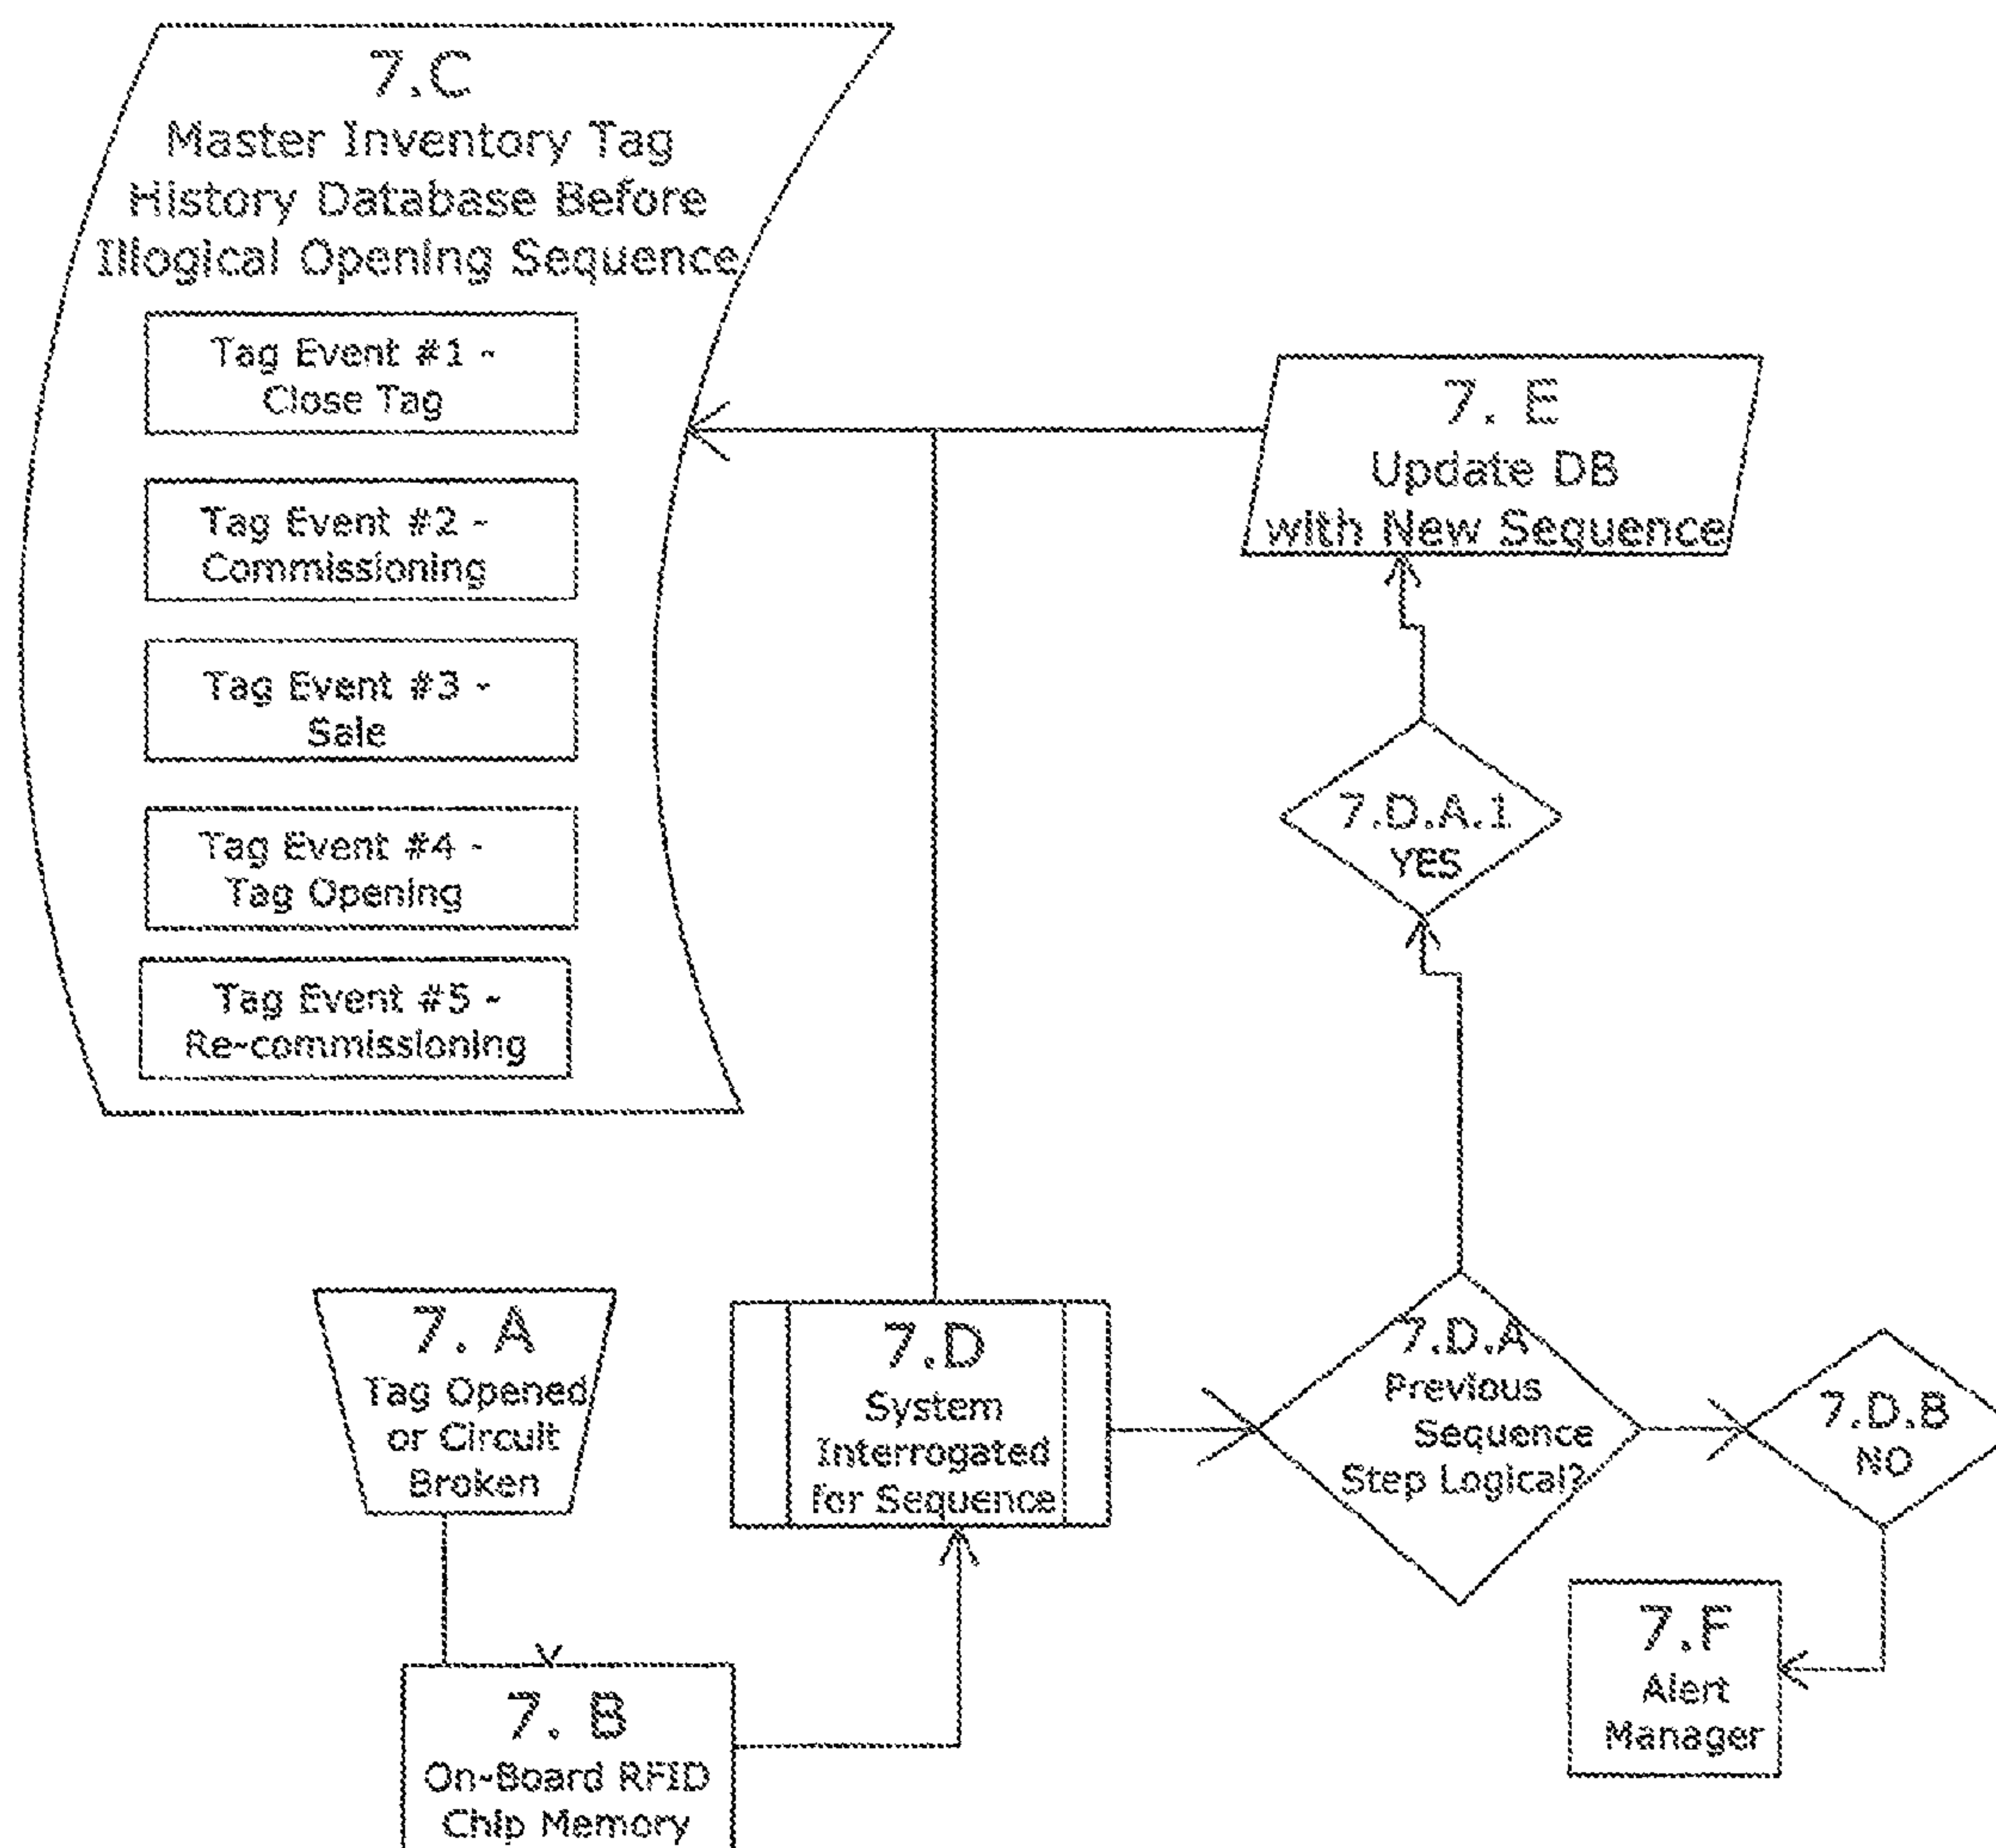 7.C
Master Inventory Tag
History Database Before
Illogical Opening Sequence
Tag Event #1 -
Close Tag
Tag Event #2 -
Commissioning
Tag Event #3 -
Sale
Tag Event #4 -
Tag Opening
Tag Event #5 -
Re-commissioning
7. E
Update DB
with New Sequence
7.D.A.1
YES
7. A
Tag Opened
or Circuit
Broken
7.D
System
Interrogated
for Sequence
7.D.A
Previous
Sequence
Step Logical?
7.D.B
NO
7.F
Alert
Manager
7. B
On-Board RFID
Chip Memory